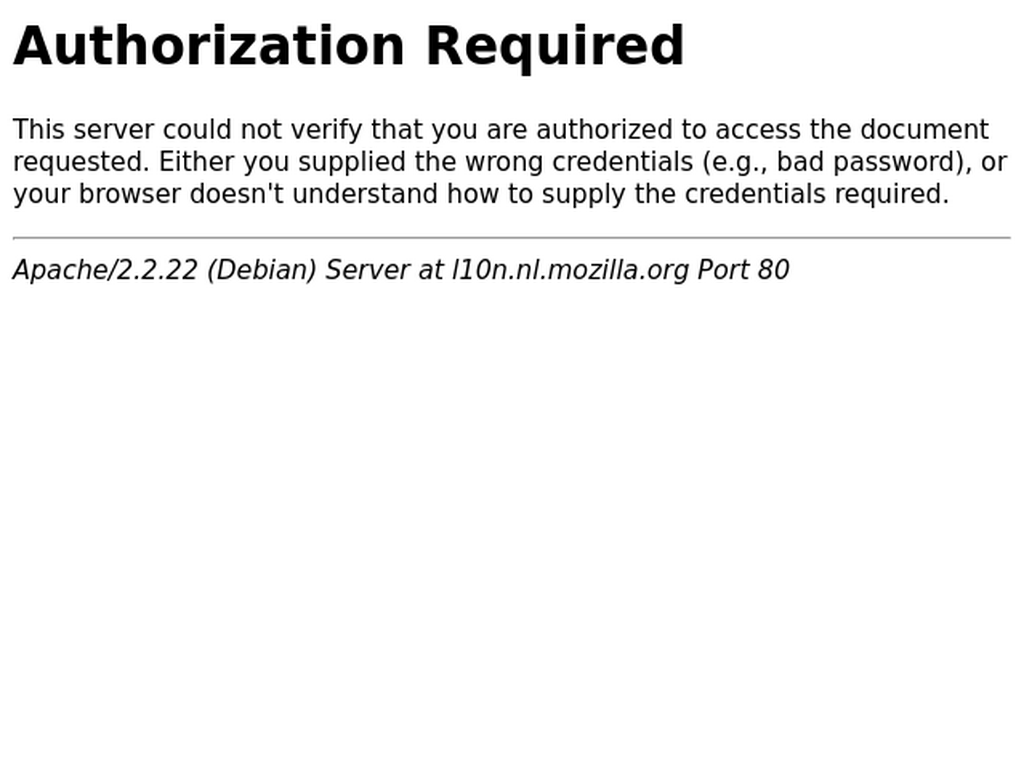 Authorization Required
This server could not verify that you are authorized to access the document
requested. Either you supplied the wrong credentials (e.g., bad password), or
your browser doesn't understand how to supply the credentials required.
Apache/2.2.22 (Debian) Server at l10n.nl.mozilla.org Port 80